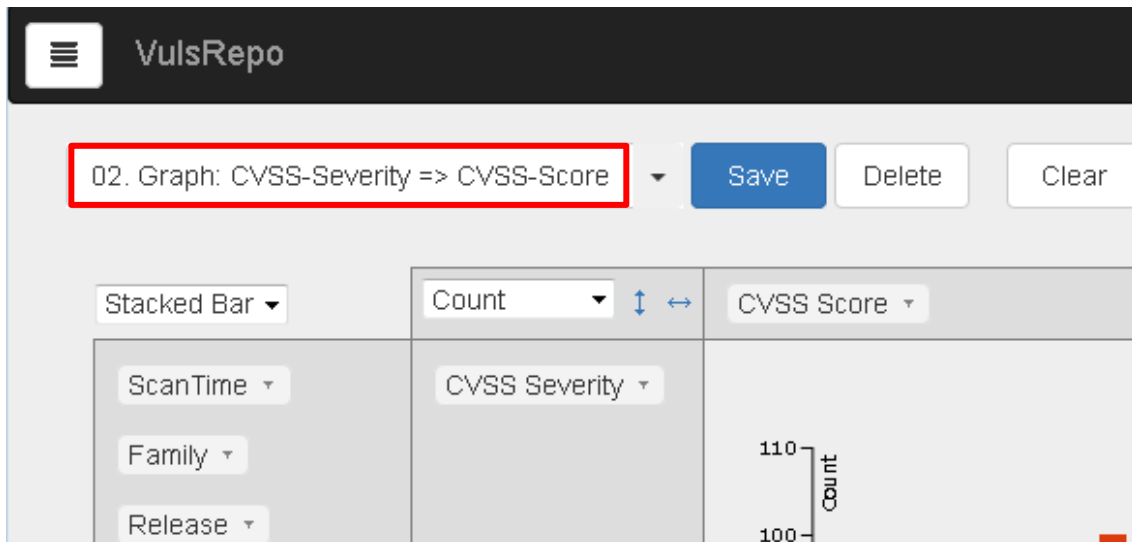 VulsRepo
02. Graph: CVSS-Severity => CVSS-Score
Save
Delete
Clear
Stacked Bar
Count
CVSS Score
ScanTime
CVSS Severity
Family
Release
110
Count
100